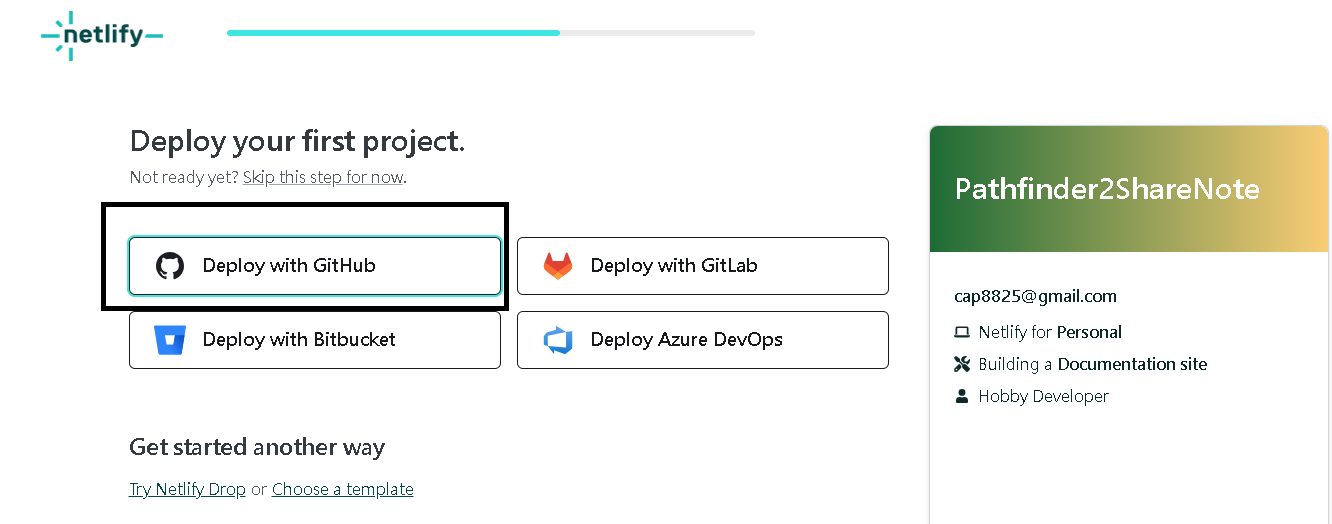 netlify
Deploy your first project.
Not ready yet? Skip this step for now.
Deploy with GitHub
Deploy with GitLab
Deploy with Bitbucket
Deploy Azure DevOps
Get started another way
Try Netlify Drop or Choose a template
Pathfinder2ShareNote
cap8825@gmail.com
Netlify for Personal
Building a Documentation site
Hobby Developer